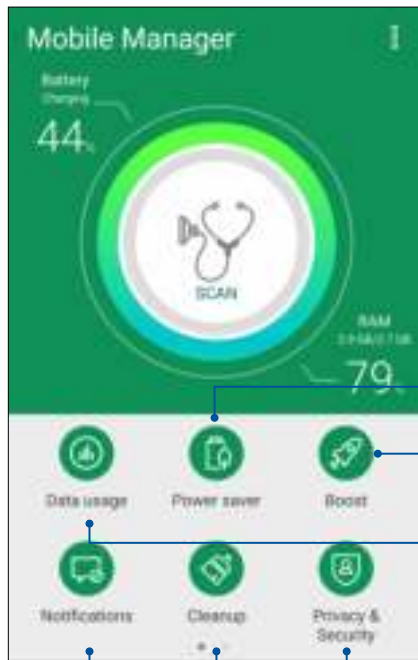 Mobile Manager
Battery
Charging
44%
SCAN
RAM
79%
Data usage
Power saver
Boost
Notifications
Cleanup
Privacy &
Security